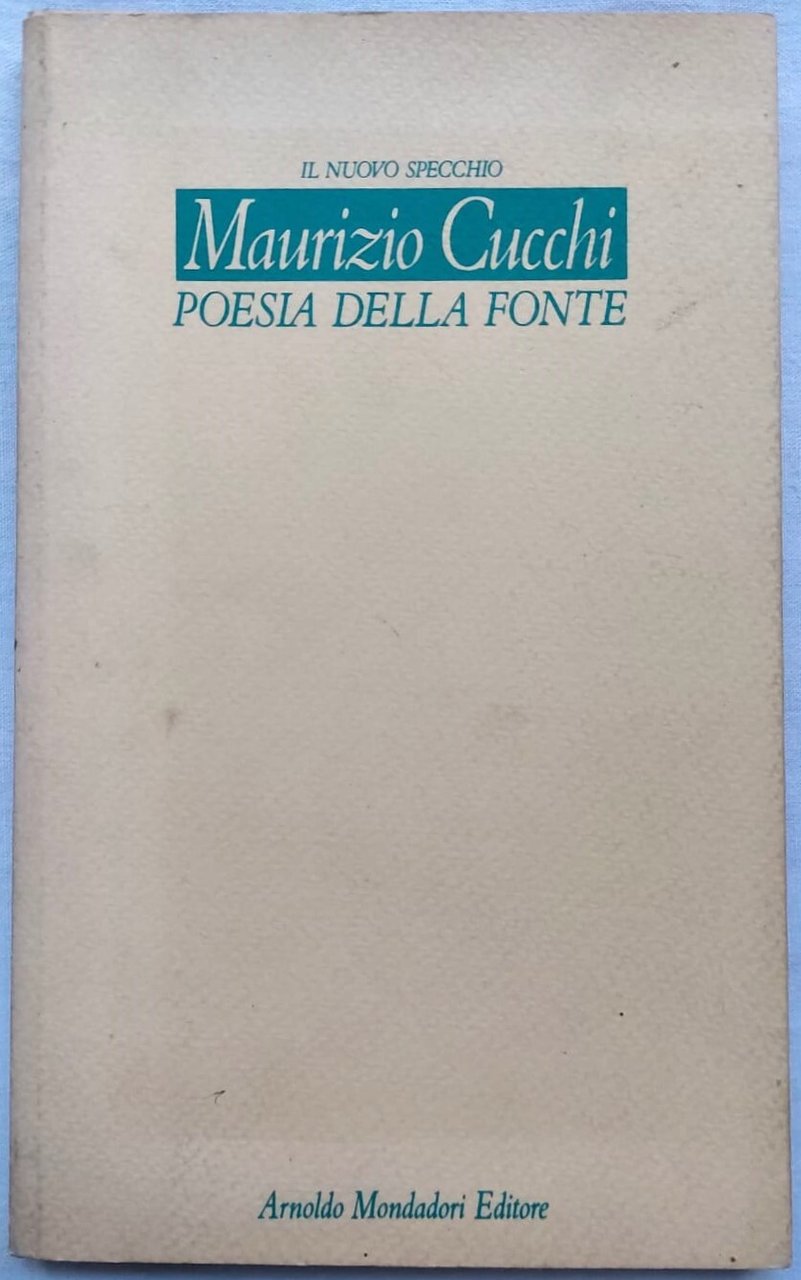 IL NUOVO SPECCHIO
Maurizio Cucchi
POESIA DELLA FONTE
Arnoldo Mondadori Editore